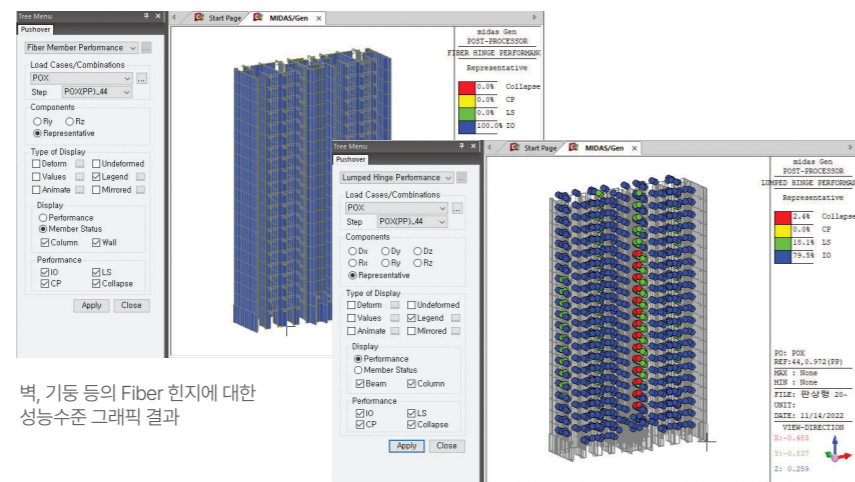 Tree Menu
Pushover
Fiber Member Performance
Load Cases/Combinations
POX
Step POX(PP)_44
Components
Ry Rz
Representative
Type of Display
Deform Undeformed
Values Legend
Animate Mirrored
Display
Performance
Member Status
Column Wall
Performance
IO LS
CP Collapse
Apply Close
Start Page MIDAS/Gen
midas Gen
POST-PROCESSOR
FIBER HINGE PERFORMANC
Representative
0.0% Collapse
0.0% CP
0.0% LS
100.0% IO
Tree Menu
Pushover
Lumped Hinge Performance
Load Cases/Combinations
POX
Step POX(PP)_44
Components
Dx Dy Dz
Rx Ry Rz
Representative
Type of Display
Deform Undeformed
Values Legend
Animate Mirrored
Display
Performance
Member Status
Beam Column
Performance
IO LS
CP Collapse
Apply Close
Start Page MIDAS/Gen
midas Gen
POST-PROCESSOR
LUMPED HINGE PERFORMAN
Representative
2.4% Collapse
0.0% CP
18.1% LS
79.5% IO
PO: POX
REF:44,0.972(PP)
MAX : None
MIN : None
FILE: 판상형 20-
UNIT:
DATE: 11/14/2022
VIEW-DIRECTION
X:-0.483
Y:-0.837
Z: 0.259
벽, 기둥 등의 Fiber 힌지에 대한
성능수준 그래픽 결과